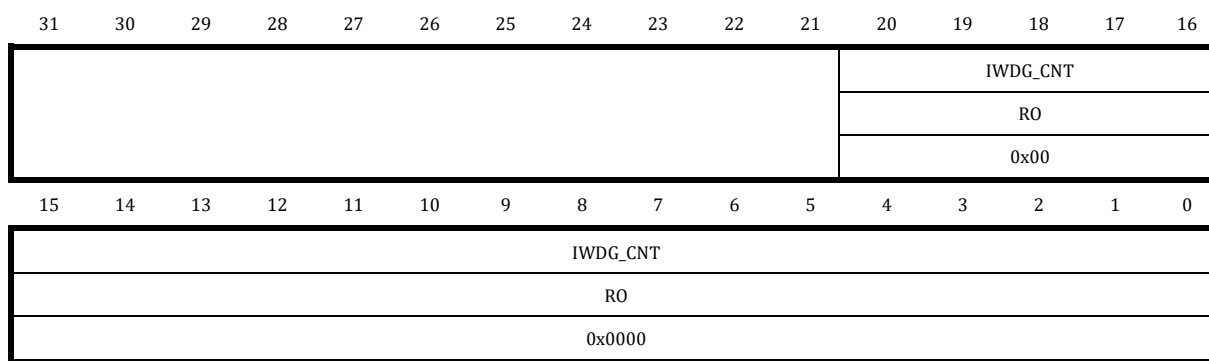 31 30 29 28 27 26 25 24 23 22 21 20 19 18 17 16
IWDG_CNT
RO
0x00
15 14 13 12 11 10 9 8 7 6 5 4 3 2 1 0
IWDG_CNT
RO
0x0000